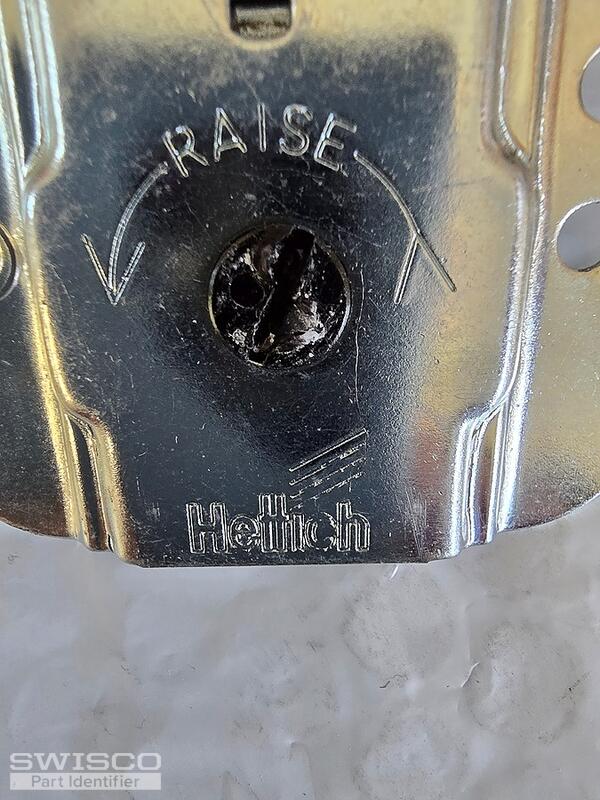 RAISE
Hettich
SWISCO
Part Identifier